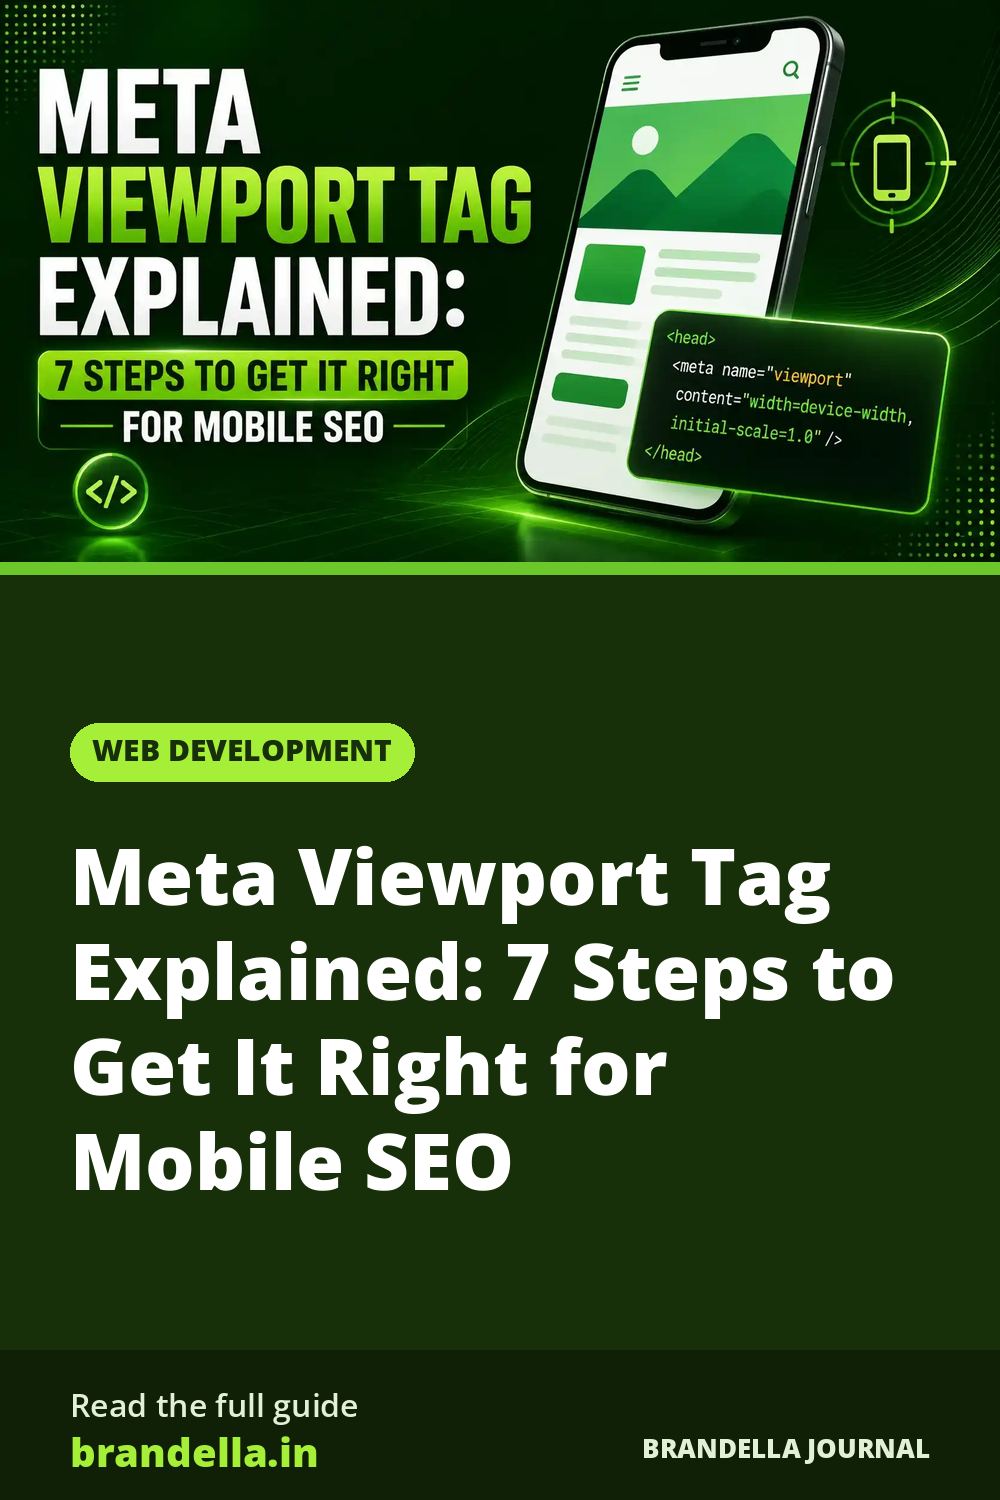 META
VIEWPORT TAG
EXPLAINED:
7 STEPS TO GET IT RIGHT
FOR MOBILE SEO
</>
<head>
<meta name="viewport"
content="width=device-width,
initial-scale=1.0" />
</head>
WEB DEVELOPMENT
Meta Viewport Tag
Explained: 7 Steps to
Get It Right for
Mobile SEO
Read the full guide
brandella.in
BRANDELLA JOURNAL